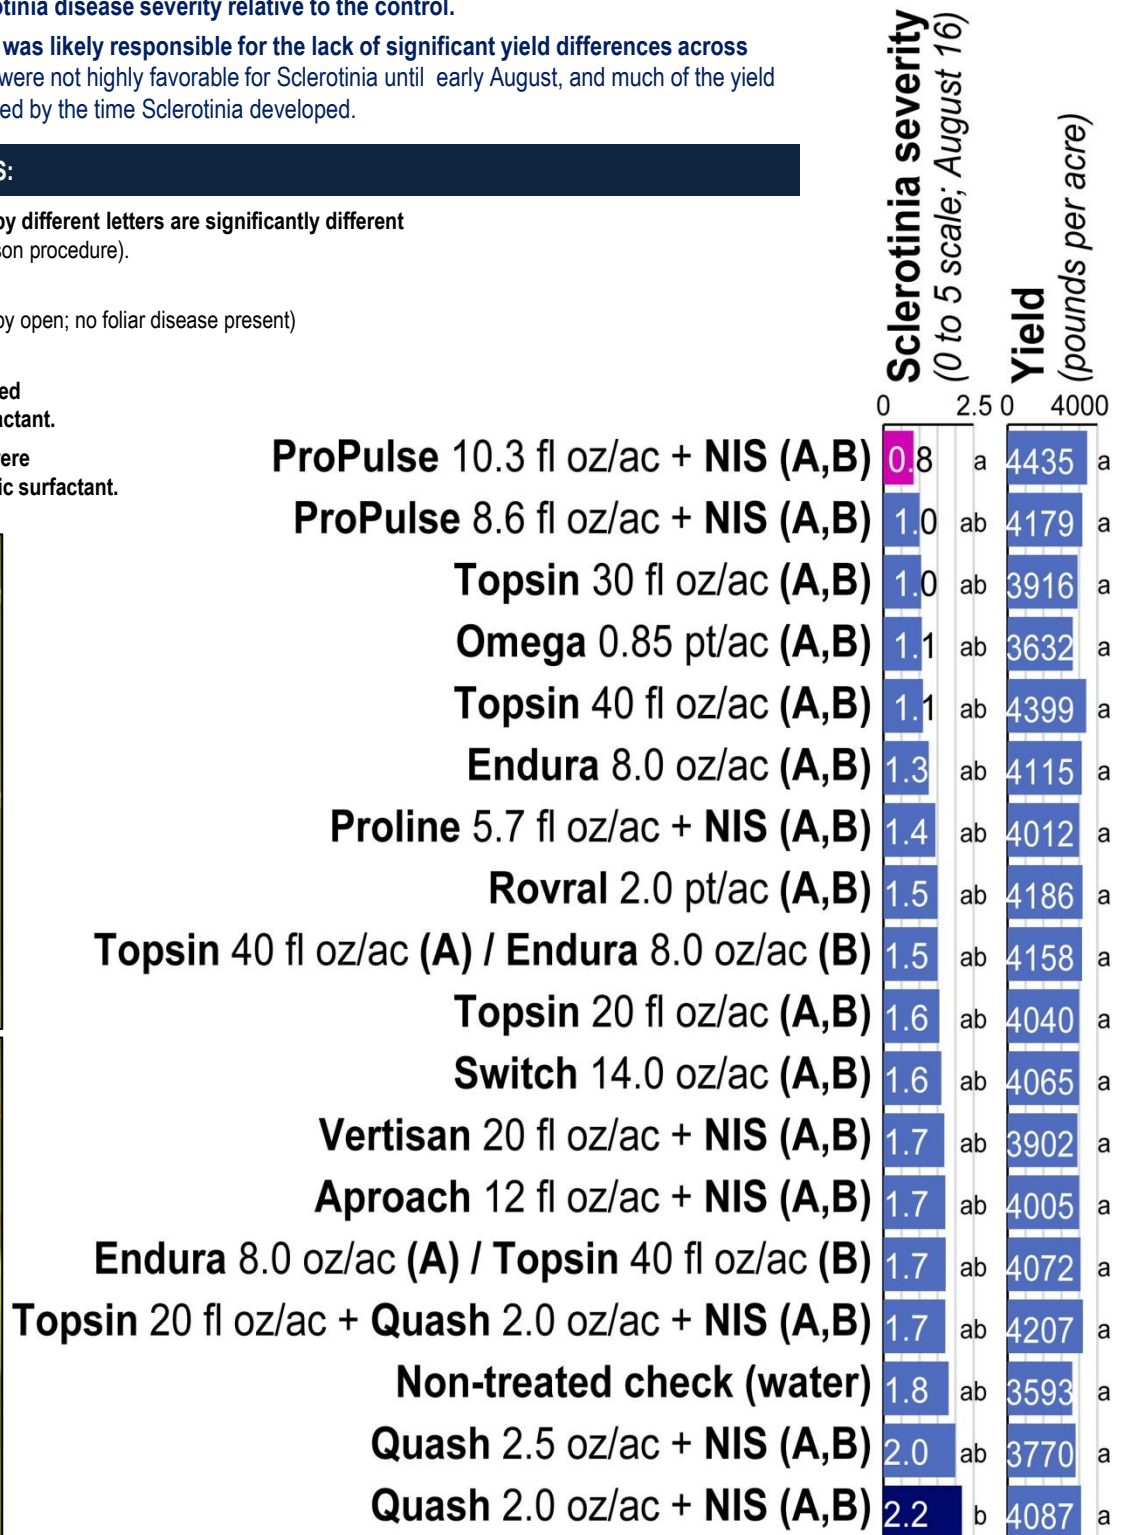 otinia disease severity relative to the control.
was likely responsible for the lack of significant yield differences across
were not highly favorable for Sclerotinia until early August, and much of the yield
ed by the time Sclerotinia developed.
S:
by different letters are significantly different
son procedure).
by open; no foliar disease present)
ed
actant.
ere
ic surfactant.
Sclerotinia severity
(0 to 5 scale; August 16)
Yield
(pounds per acre)
0 2.5 0 4000
ProPulse 10.3 fl oz/ac + NIS (A,B) 0.8 a 4435 a
ProPulse 8.6 fl oz/ac + NIS (A,B) 1.0 ab 4179 a
Topsin 30 fl oz/ac (A,B) 1.0 ab 3916 a
Omega 0.85 pt/ac (A,B) 1.1 ab 3632 a
Topsin 40 fl oz/ac (A,B) 1.1 ab 4399 a
Endura 8.0 oz/ac (A,B) 1.3 ab 4115 a
Proline 5.7 fl oz/ac + NIS (A,B) 1.4 ab 4012 a
Rovral 2.0 pt/ac (A,B) 1.5 ab 4186 a
Topsin 40 fl oz/ac (A) / Endura 8.0 oz/ac (B) 1.5 ab 4158 a
Topsin 20 fl oz/ac (A,B) 1.6 ab 4040 a
Switch 14.0 oz/ac (A,B) 1.6 ab 4065 a
Vertisan 20 fl oz/ac + NIS (A,B) 1.7 ab 3902 a
Aproach 12 fl oz/ac + NIS (A,B) 1.7 ab 4005 a
Endura 8.0 oz/ac (A) / Topsin 40 fl oz/ac (B) 1.7 ab 4072 a
Topsin 20 fl oz/ac + Quash 2.0 oz/ac + NIS (A,B) 1.7 ab 4207 a
Non-treated check (water) 1.8 ab 3593 a
Quash 2.5 oz/ac + NIS (A,B) 2.0 ab 3770 a
Quash 2.0 oz/ac + NIS (A,B) 2.2 b 4087 a